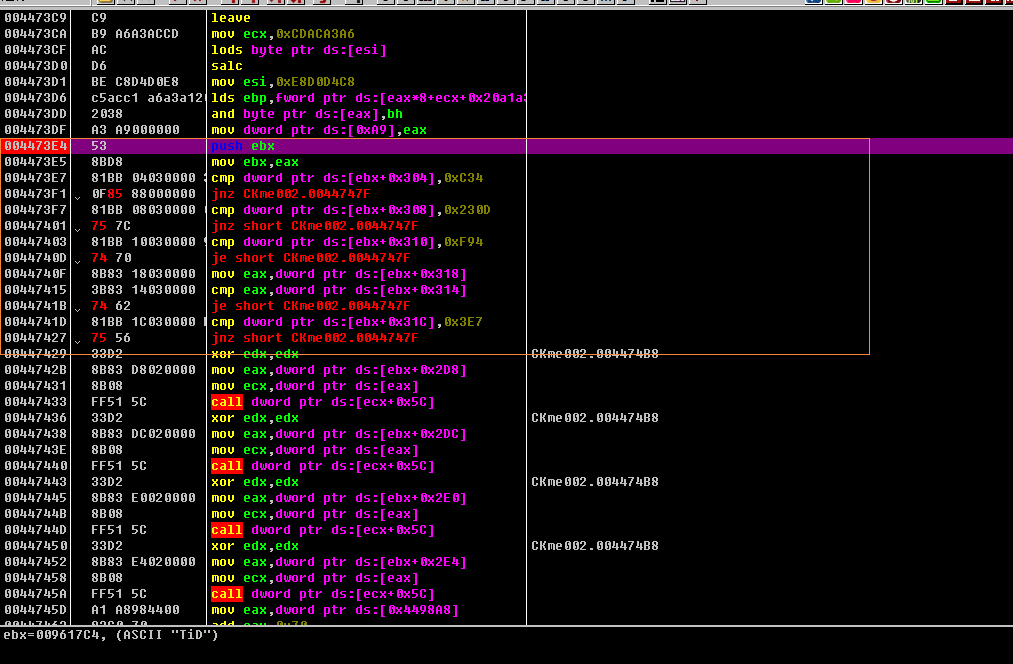 004473C9 C9 leave
004473CA B9 A6A3ACCD mov ecx,0xCDACA3A6
004473CF AC lods byte ptr ds:[esi]
004473D0 D6 salc
004473D1 BE C8D4D0E8 mov esi,0xE8D0D4C8
004473D6 c5acc1 a6a3a120 lds ebp,fword ptr ds:[eax*8+ecx+0x20a1a3
004473DD 2038 and byte ptr ds:[eax],bh
004473DF A3 A9000000 mov dword ptr ds:[0xA9],eax
004473E4 53 push ebx
004473E5 8BD8 mov ebx,eax
004473E7 81BB 04030000 3 cmp dword ptr ds:[ebx+0x304],0xC34
004473F1 0F85 88000000 jnz CKme002.0044747F
004473F7 81BB 08030000 cmp dword ptr ds:[ebx+0x308],0x230D
00447401 75 7C jnz short CKme002.0044747F
00447403 81BB 10030000 9 cmp dword ptr ds:[ebx+0x310],0xF94
0044740D 74 70 je short CKme002.0044747F
0044740F 8B83 18030000 mov eax,dword ptr ds:[ebx+0x318]
00447415 3B83 14030000 cmp eax,dword ptr ds:[ebx+0x314]
0044741B 74 62 je short CKme002.0044747F
0044741D 81BB 1C030000 cmp dword ptr ds:[ebx+0x31C],0x3E7
00447427 75 56 jnz short CKme002.0044747F
00447429 33D2 xor edx,edx CKme002.004474B8
0044742B 8B83 D8020000 mov eax,dword ptr ds:[ebx+0x2D8]
00447431 8B08 mov ecx,dword ptr ds:[eax]
00447433 FF51 5C call dword ptr ds:[ecx+0x5C]
00447436 33D2 xor edx,edx CKme002.004474B8
00447438 8B83 DC020000 mov eax,dword ptr ds:[ebx+0x2DC]
0044743E 8B08 mov ecx,dword ptr ds:[eax]
00447440 FF51 5C call dword ptr ds:[ecx+0x5C]
00447443 33D2 xor edx,edx CKme002.004474B8
00447445 8B83 E0020000 mov eax,dword ptr ds:[ebx+0x2E0]
0044744B 8B08 mov ecx,dword ptr ds:[eax]
0044744D FF51 5C call dword ptr ds:[ecx+0x5C]
00447450 33D2 xor edx,edx CKme002.004474B8
00447452 8B83 E4020000 mov eax,dword ptr ds:[ebx+0x2E4]
00447458 8B08 mov ecx,dword ptr ds:[eax]
0044745A FF51 5C call dword ptr ds:[ecx+0x5C]
0044745D A1 A8984400 mov eax,dword ptr ds:[0x4498A8]
00447462 83C0 70 add eax,0x70
ebx=009617C4, (ASCII "TiD")